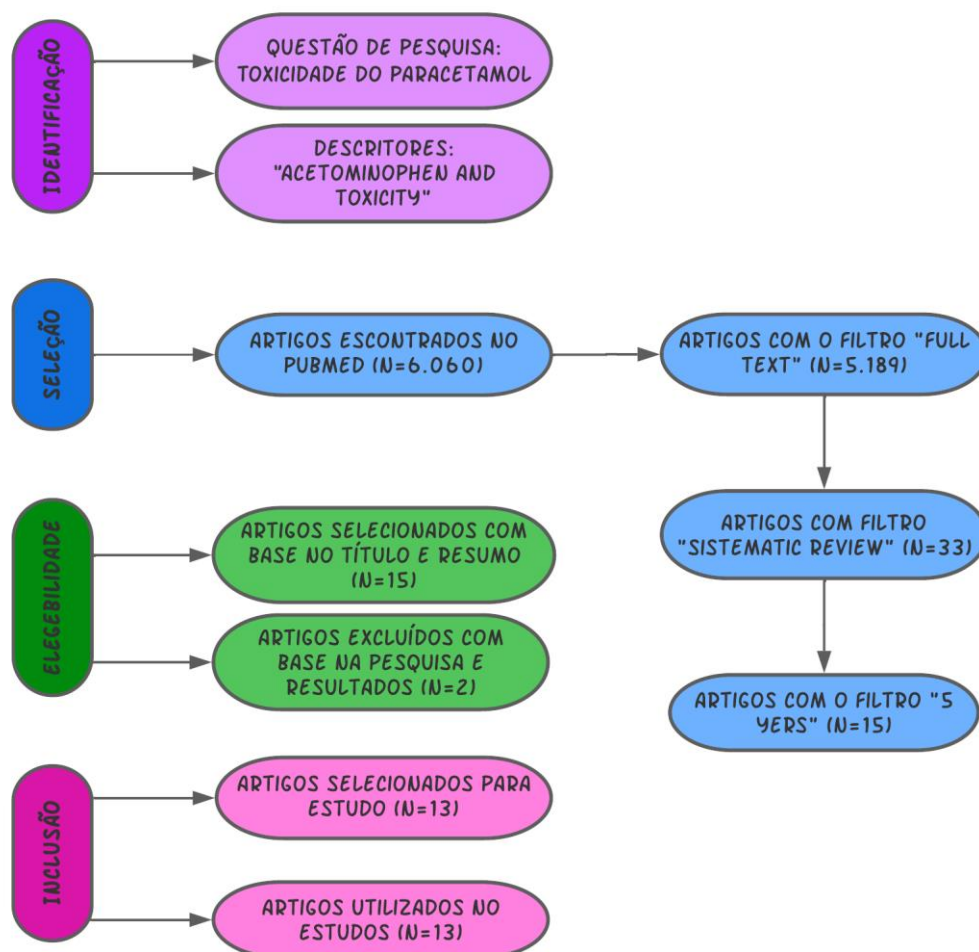 IDENTIFICAÇÃO
QUESTÃO DE PESQUISA:
TOXICIDADE DO PARACETAMOL
DESCRITORES:
"ACETOMINOPHEN AND
TOXICITY"
SELEÇÃO
ARTIGOS ESCONTRADOS NO
PUBMED (N=6.060)
ARTIGOS COM O FILTRO "FULL
TEXT" (N=5.189)
ARTIGOS COM FILTRO
"SISTEMATIC REVIEW" (N=33)
ARTIGOS COM O FILTRO "5
YERS" (N=15)
ELEGEBILIDADE
ARTIGOS SELECIONADOS COM
BASE NO TÍTULO E RESUMO
(N=15)
ARTIGOS EXCLUÍDOS COM
BASE NA PESQUISA E
RESULTADOS (N=2)
INCLUSÃO
ARTIGOS SELECIONADOS PARA
ESTUDO (N=13)
ARTIGOS UTILIZADOS NO
ESTUDOS (N=13)